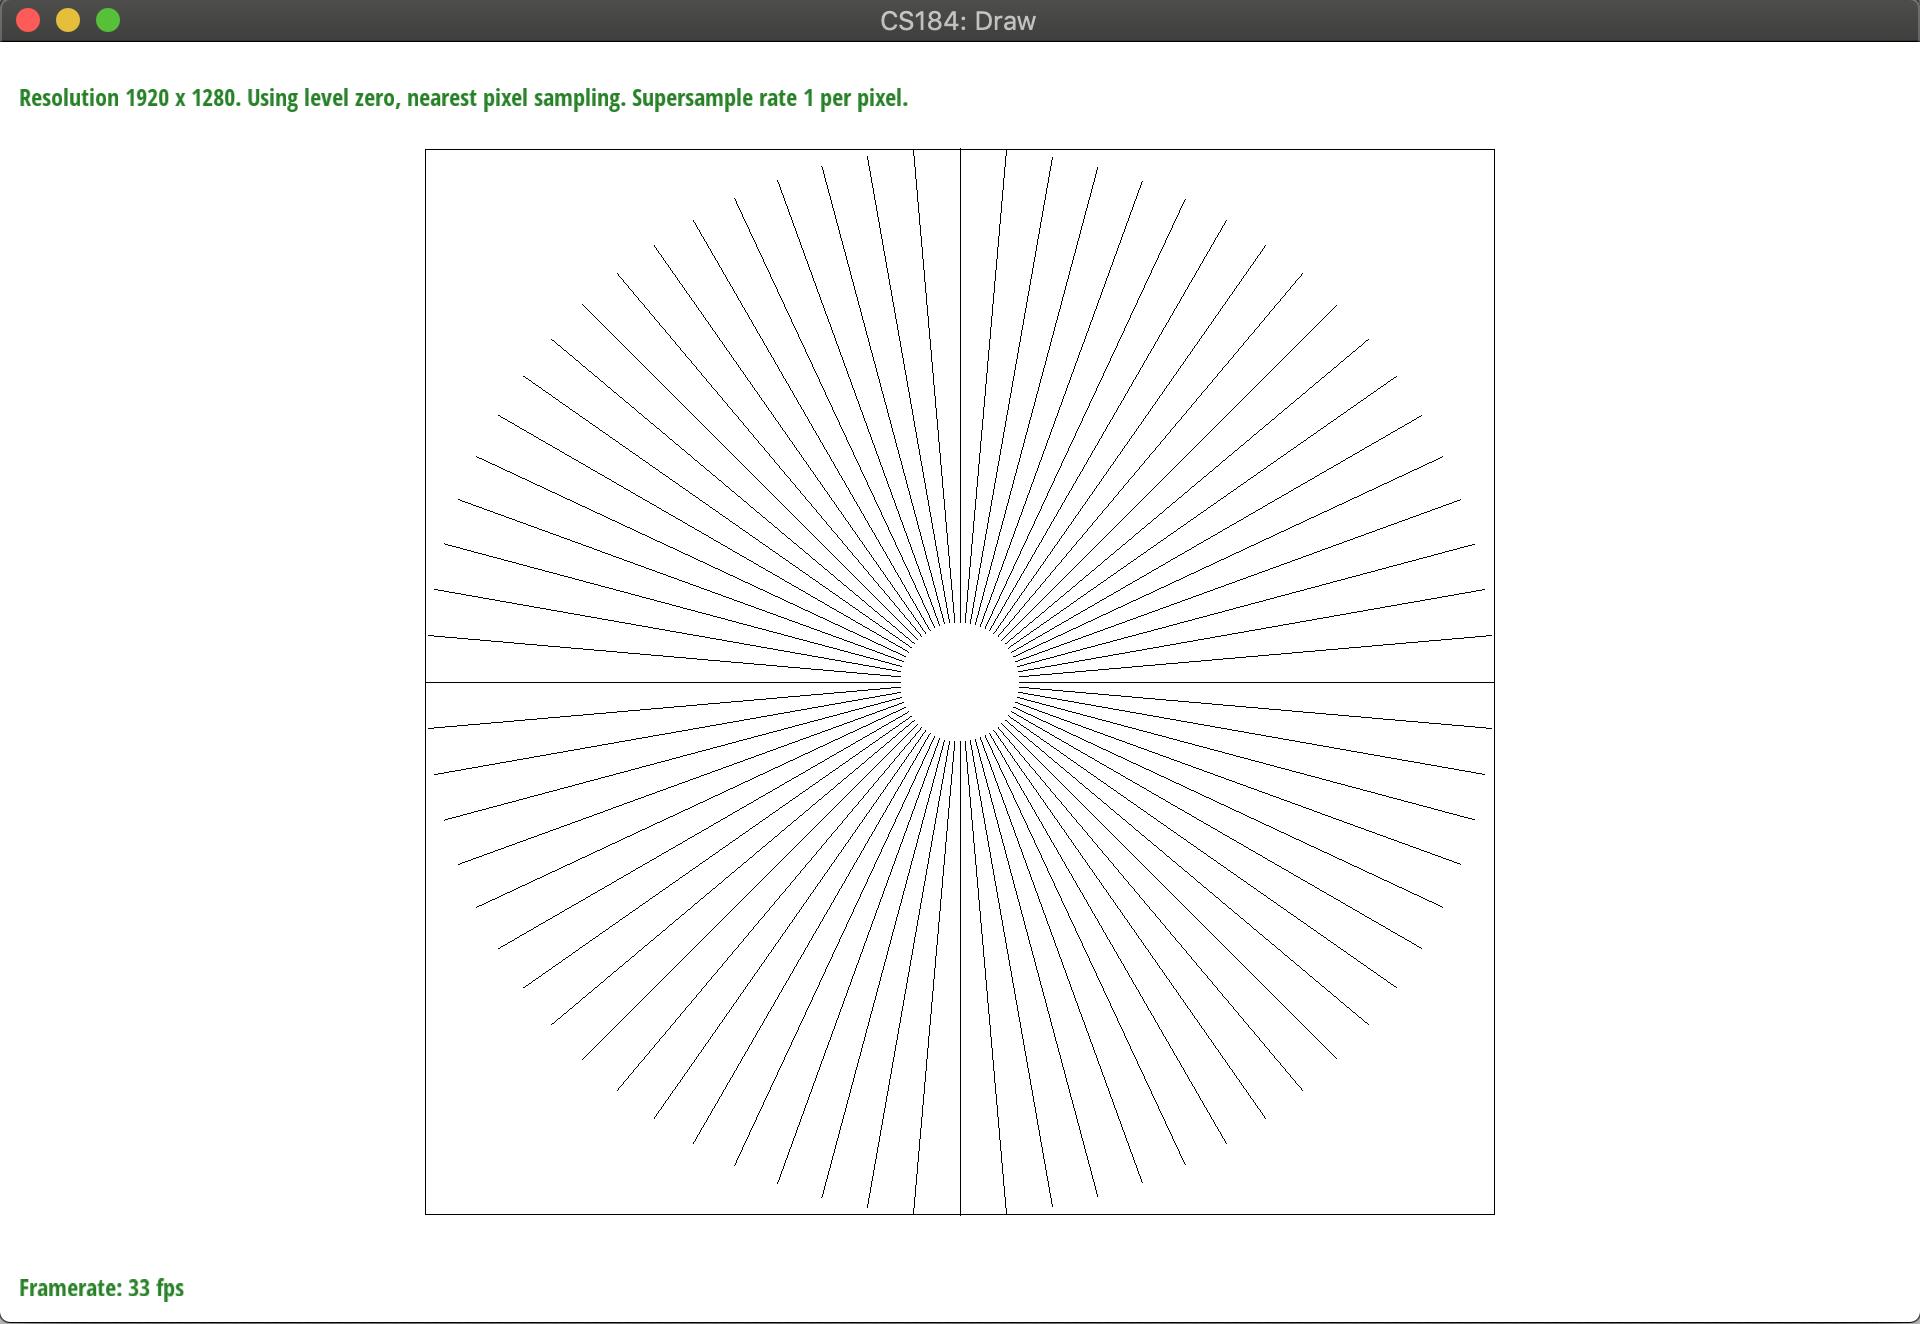 CS184: Draw
Resolution 1920 x 1280. Using level zero, nearest pixel sampling. Supersample rate 1 per pixel.
Framerate: 33 fps